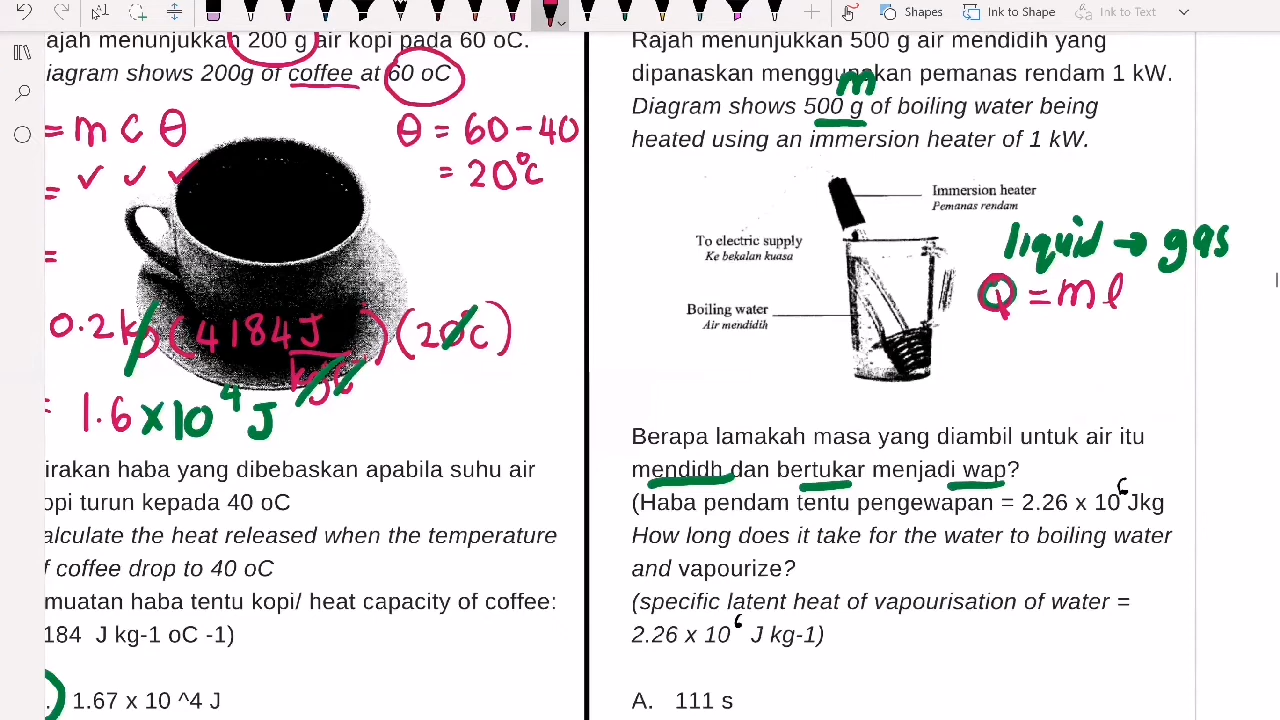 Shapes
Ink to Shape
Ink to Text
ajah menunjukkan 200 g air kopi pada 60 oC.
iagram shows 200g of coffee at 60 oC
= m c θ
θ = 60 - 40
= ✓ ✓ ✓
= 20°C
=
0.2 kg (4184 J
kg°C) (20°C)
= 1.6 x 10 4 J
irakan haba yang dibebaskan apabila suhu air
opi turun kepada 40 oC
alculate the heat released when the temperature
f coffee drop to 40 oC
muatan haba tentu kopi/ heat capacity of coffee:
184 J kg-1 oC -1)
1.67 x 10 ^4 J
Rajah menunjukkan 500 g air mendidih yang
dipanaskan menggunakan pemanas rendam 1 kW.
m
Diagram shows 500 g of boiling water being
heated using an immersion heater of 1 kW.
Immersion heater
Pemanas rendam
To electric supply
Ke bekalan kuasa
liquid → gas
Q = m l
Boiling water
Air mendidih
Berapa lamakah masa yang diambil untuk air itu
mendidh dan bertukar menjadi wap?
(Haba pendam tentu pengewapan = 2.26 x 10 6 Jkg
How long does it take for the water to boiling water
and vapourize?
(specific latent heat of vapourisation of water =
2.26 x 10 6 J kg-1)
A. 111 s